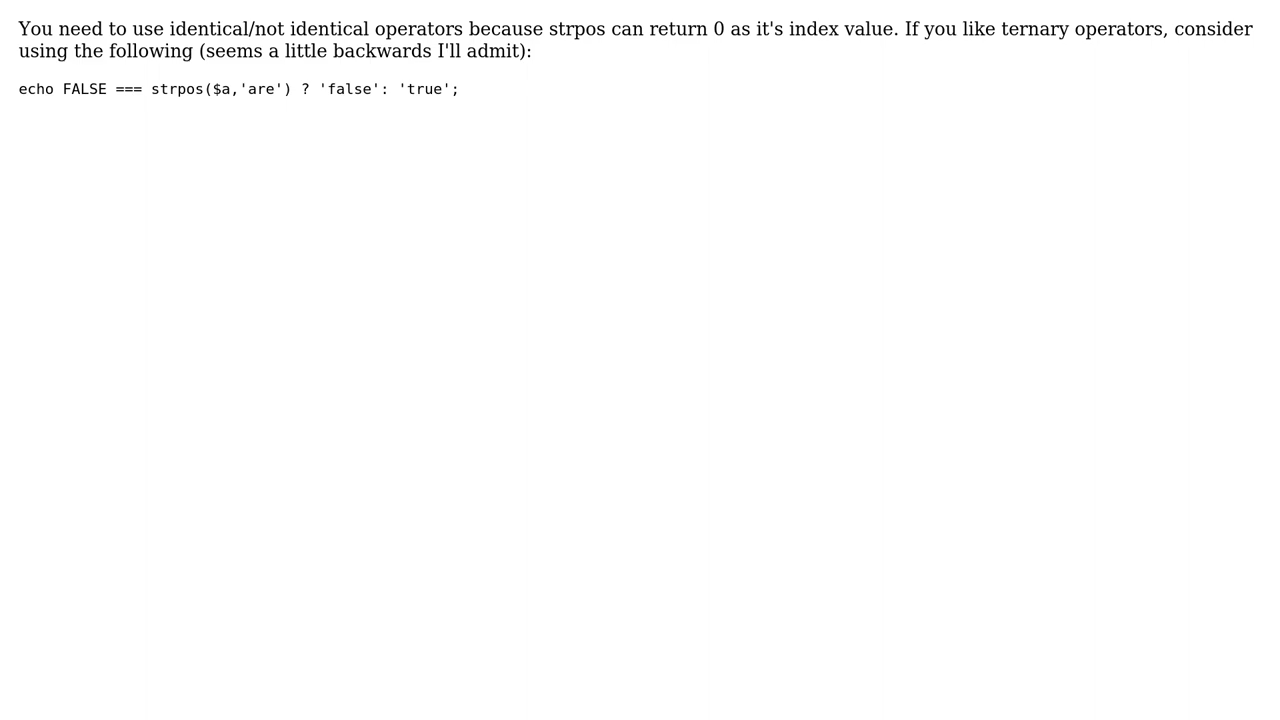 You need to use identical/not identical operators because strpos can return 0 as it's index value. If you like ternary operators, consider
using the following (seems a little backwards I'll admit):
echo FALSE === strpos($a,'are') ? 'false': 'true';